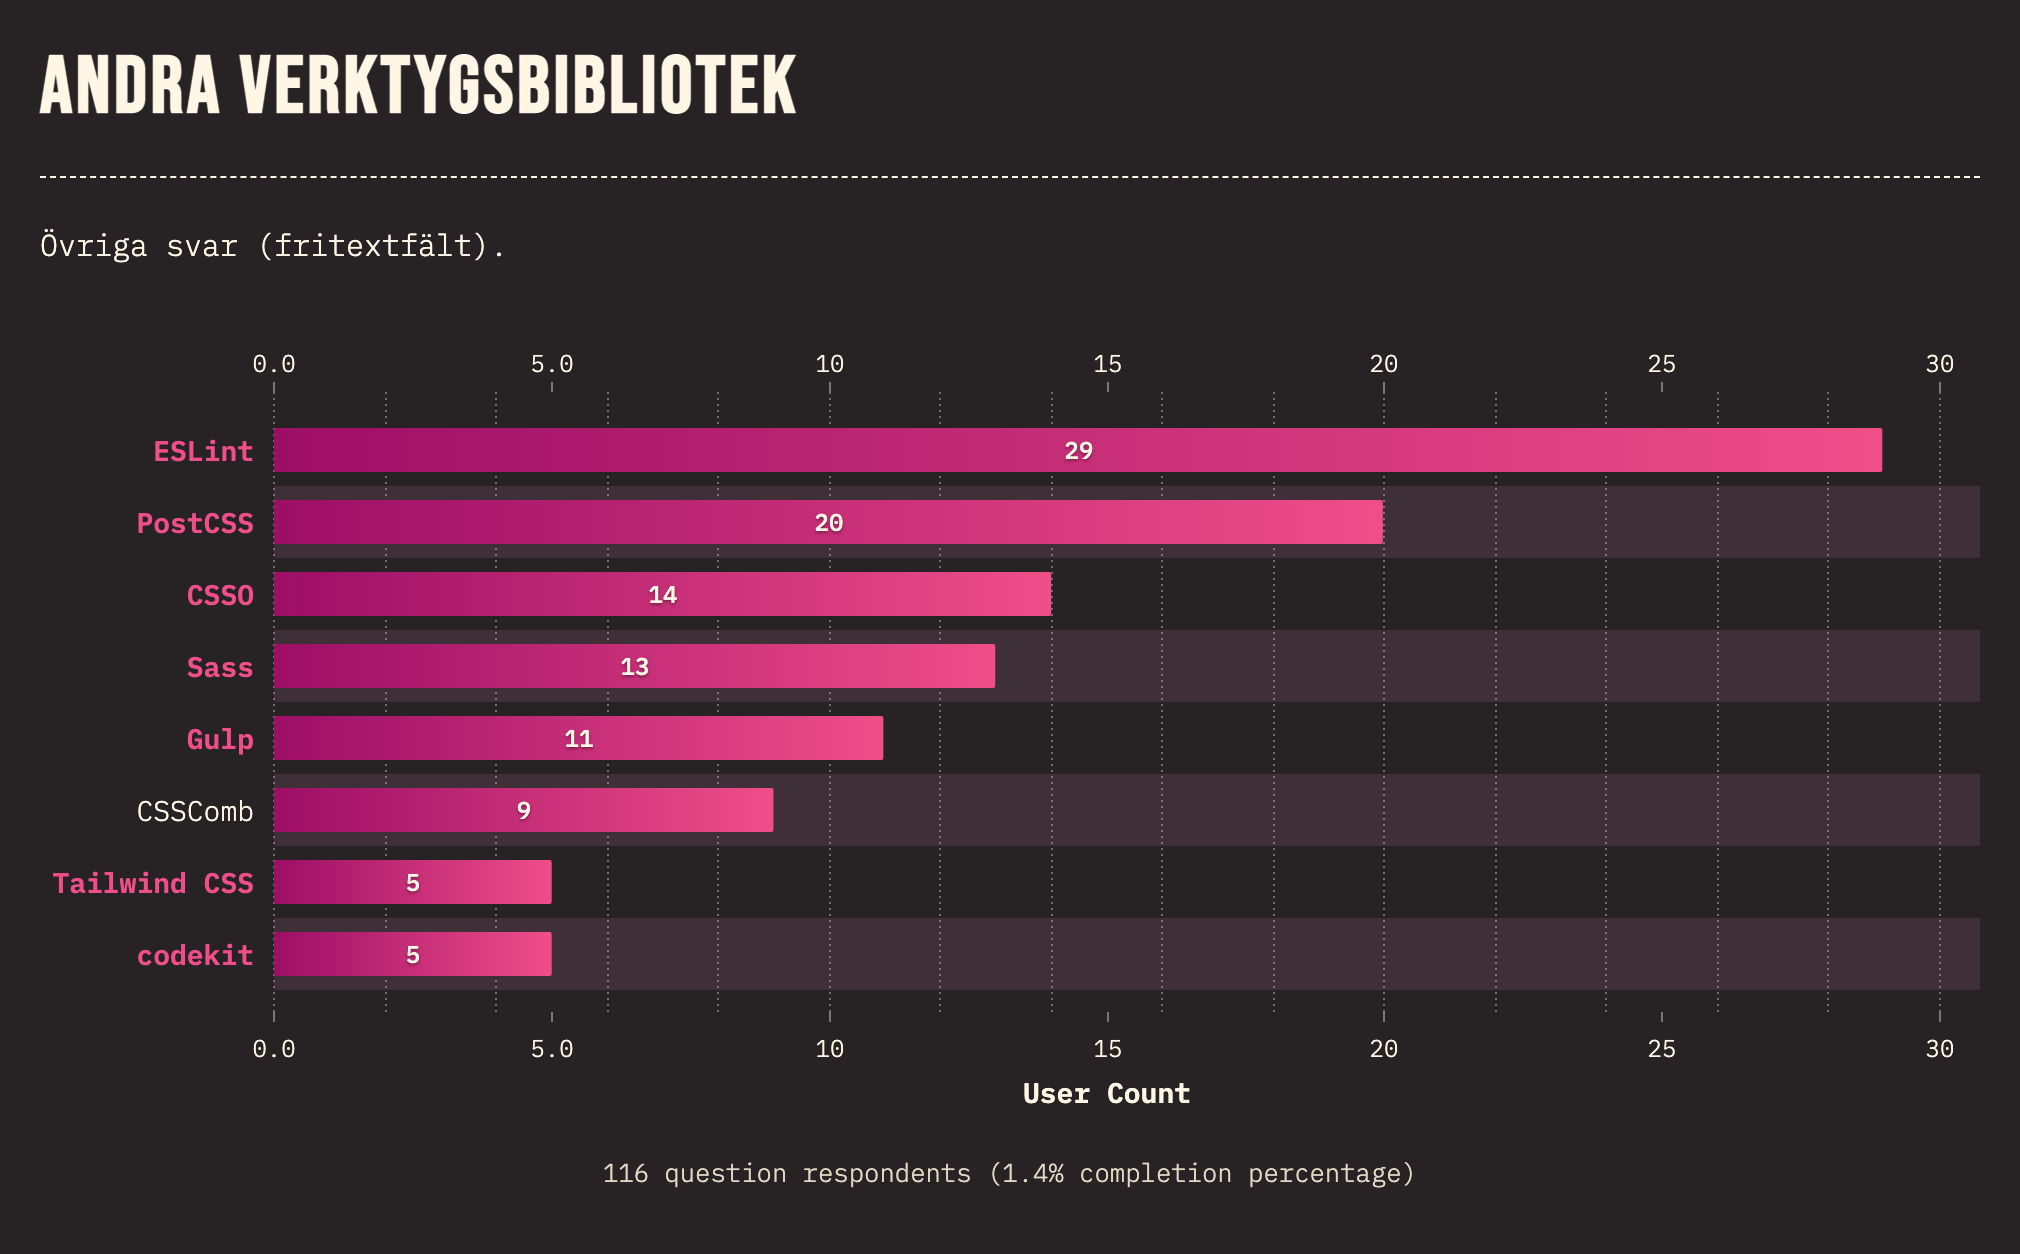 ANDRA VERKTYGSBIBLIOTEK
Övriga svar (fritextfält).
0.0 5.0 10 15 20 25 30
ESLint 29
PostCSS 20
CSSO 14
Sass 13
Gulp 11
CSSComb 9
Tailwind CSS 5
codekit 5
0.0 5.0 10 15 20 25 30
User Count
116 question respondents (1.4% completion percentage)